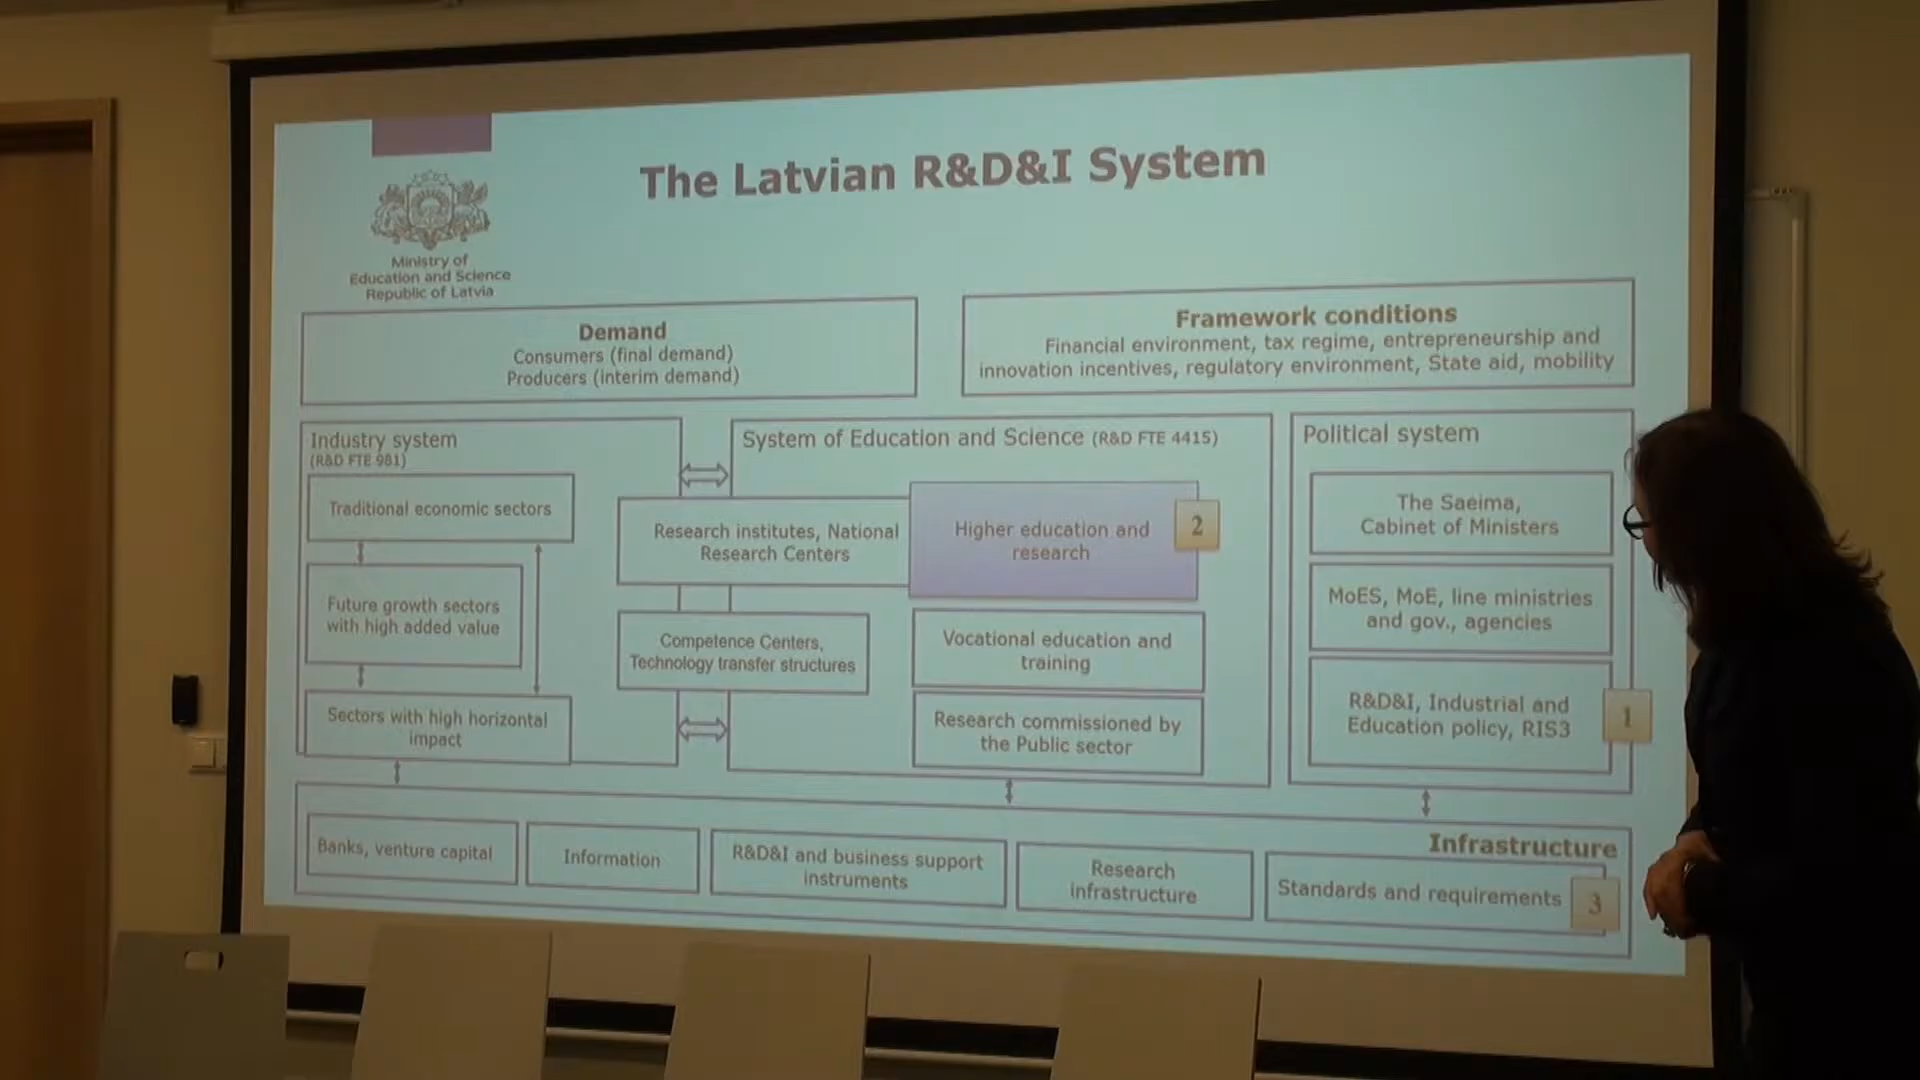 The Latvian R&D&I System
Ministry of
Education and Science
Republic of Latvia
Demand
Consumers (final demand)
Producers (interim demand)
Framework conditions
Financial environment, tax regime, entrepreneurship and
innovation incentives, regulatory environment, State aid, mobility
Industry system
(R&D FTE 981)
Traditional economic sectors
Future growth sectors
with high added value
Sectors with high horizontal
impact
System of Education and Science (R&D FTE 4415)
Research institutes, National
Research Centers
Higher education and
research
2
Competence Centers,
Technology transfer structures
Vocational education and
training
Research commissioned by
the Public sector
Political system
The Saeima,
Cabinet of Ministers
MoES, MoE, line ministries
and gov., agencies
R&D&I, Industrial and
Education policy, RIS3
1
Infrastructure
Banks, venture capital
Information
R&D&I and business support
instruments
Research
infrastructure
Standards and requirements
3